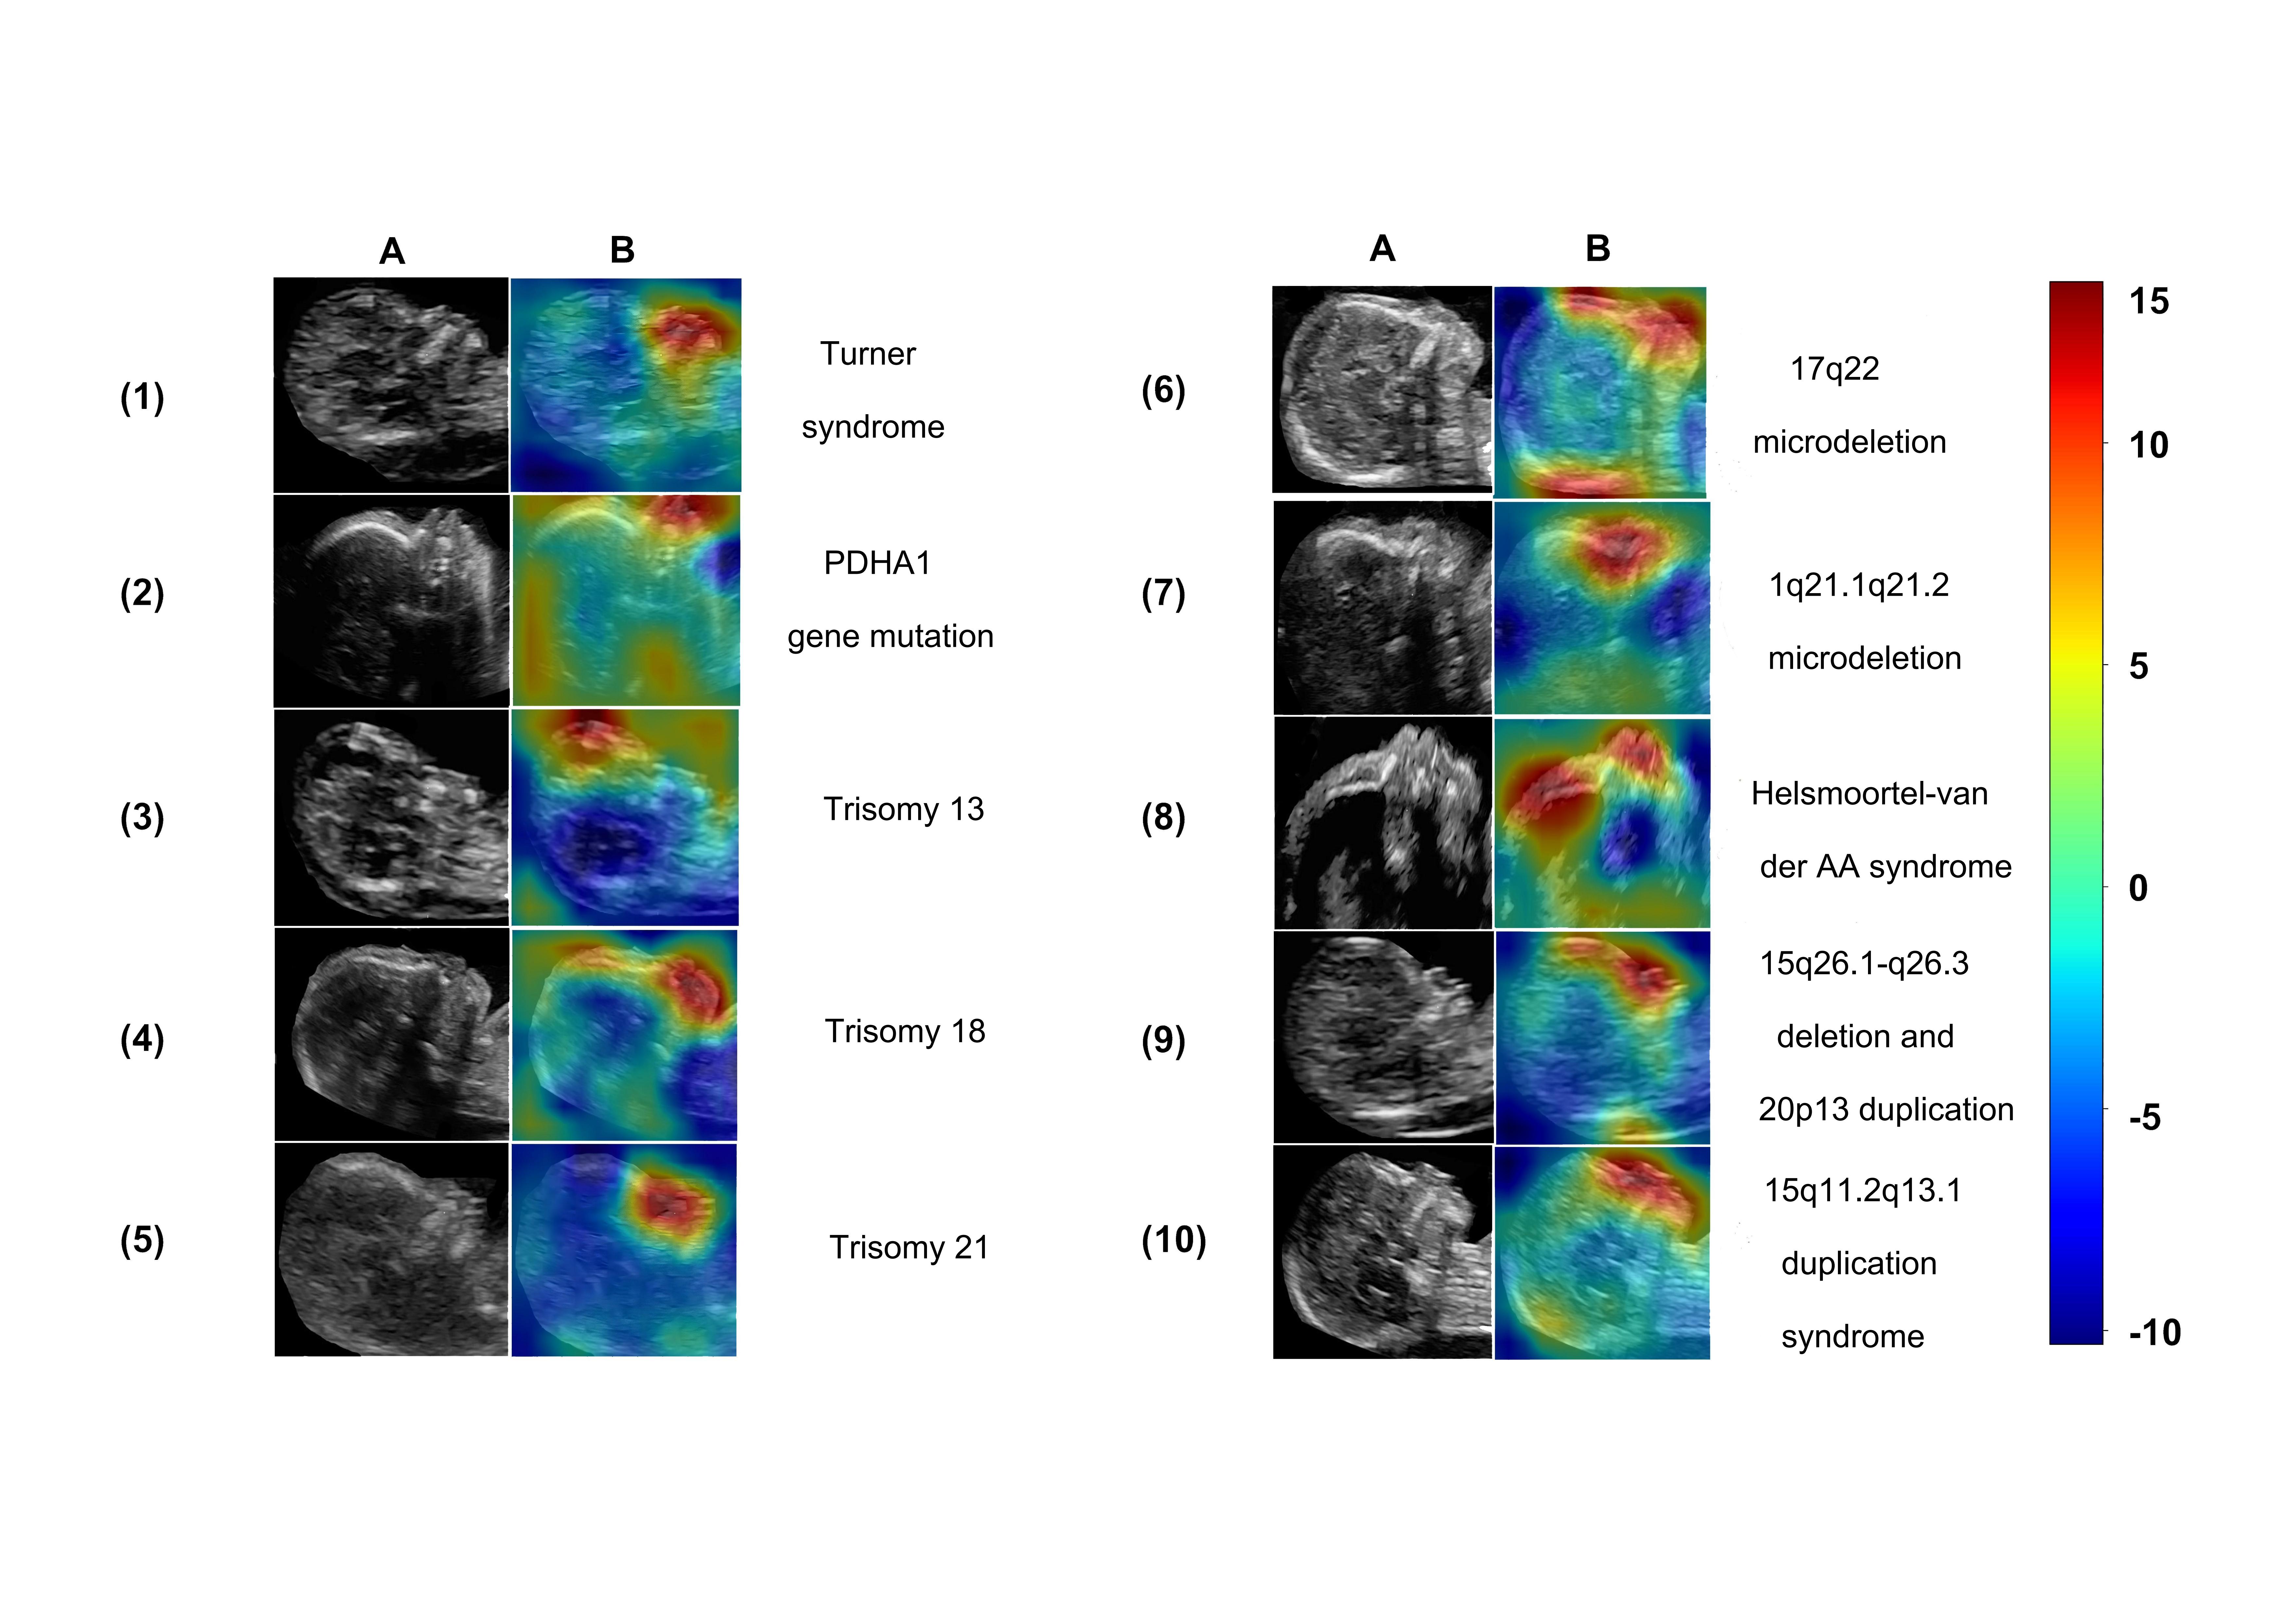 A B
(1)
Turner
syndrome
(2)
PDHA1
gene mutation
(3)
Trisomy 13
(4)
Trisomy 18
(5)
Trisomy 21
A B
(6)
17q22
microdeletion
(7)
1q21.1q21.2
microdeletion
(8)
Helsmoortel-van
der AA syndrome
(9)
15q26.1-q26.3
deletion and
20p13 duplication
(10)
15q11.2q13.1
duplication
syndrome
15
10
5
0
-5
-10